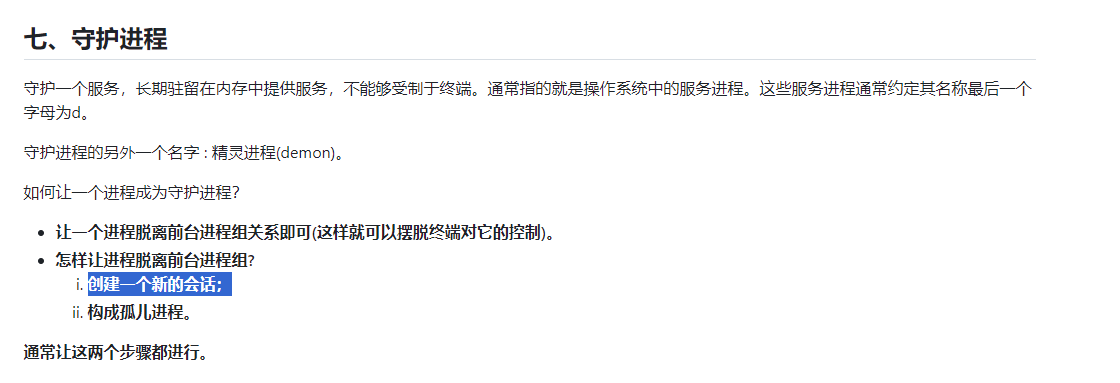 七、守护进程
守护一个服务，长期驻留在内存中提供服务，不能够受制于终端。通常指的就是操作系统中的服务进程。这些服务进程通常约定其名称最后一个
字母为d。
守护进程的另外一个名字 : 精灵进程(demon)。
如何让一个进程成为守护进程？
• 让一个进程脱离前台进程组关系即可(这样就可以摆脱终端对它的控制)。
• 怎样让进程脱离前台进程组?
i. 创建一个新的会话；
ii. 构成孤儿进程。
通常让这两个步骤都进行。